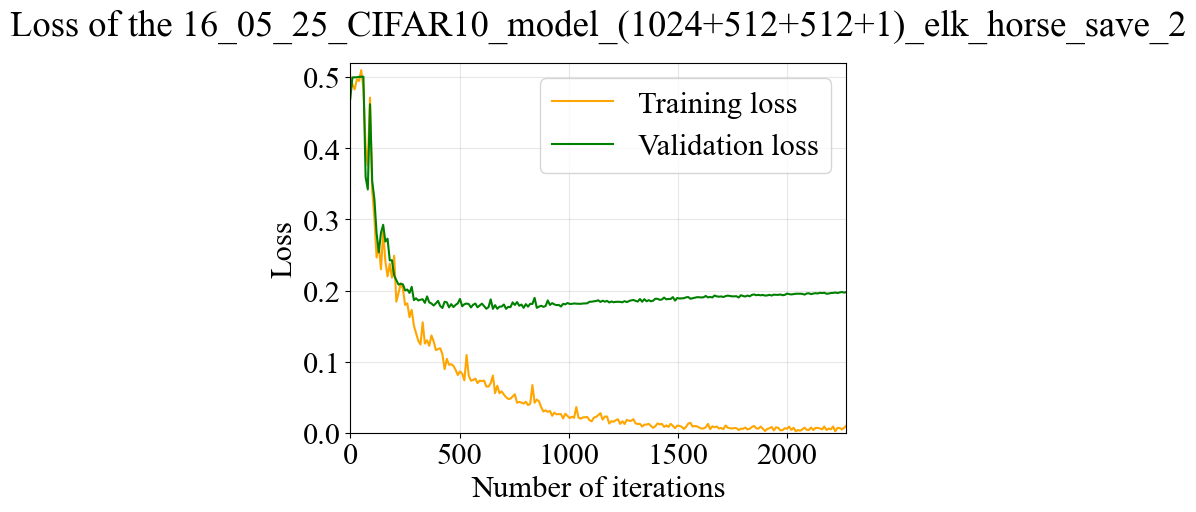 Loss of the 16_05_25_CIFAR10_model_(1024+512+512+1)_elk_horse_save_2
Training loss
Validation loss
0.5
0.4
0.3
0.2
0.1
0.0
Loss
0 500 1000 1500 2000
Number of iterations